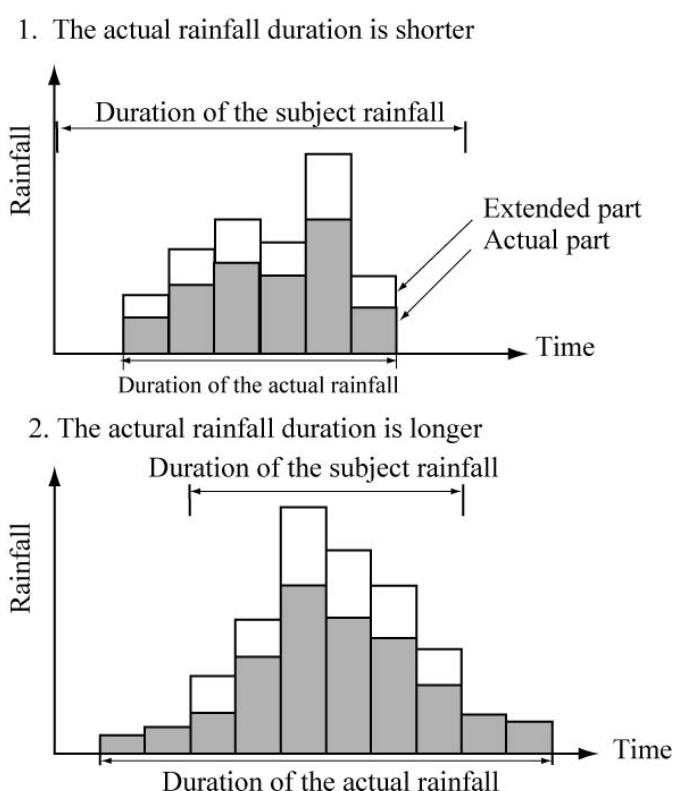 1. The actual rainfall duration is shorter
Duration of the subject rainfall
Rainfall
Extended part
Actual part
Time
Duration of the actual rainfall
2. The actural rainfall duration is longer
Duration of the subject rainfall
Rainfall
Time
Duration of the actual rainfall